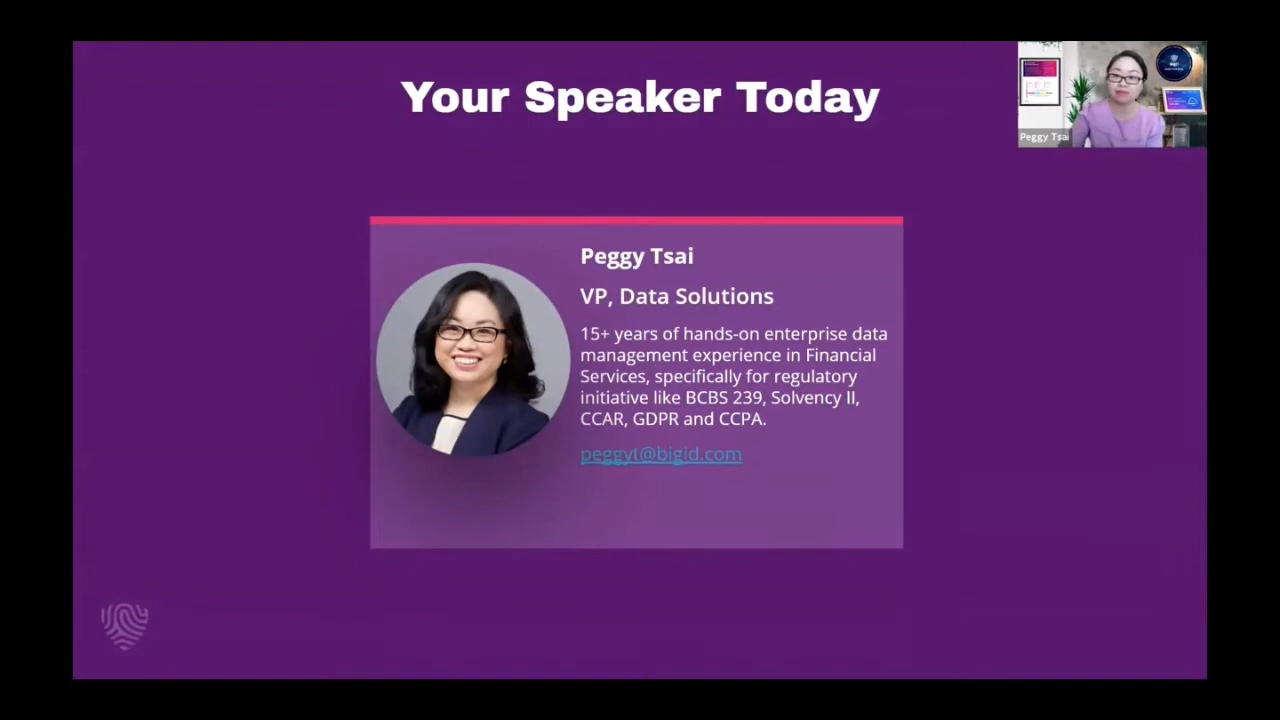 Your Speaker Today
Peggy Tsai
Peggy Tsai
VP, Data Solutions
15+ years of hands-on enterprise data
management experience in Financial
Services, specifically for regulatory
initiative like BCBS 239, Solvency II,
CCAR, GDPR and CCPA.
peggyt@bigid.com